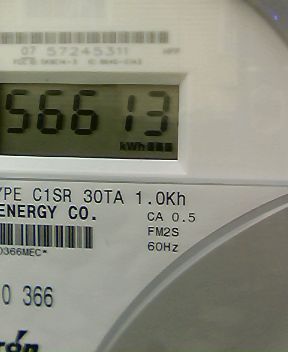 07 57245311
56613
kWh
YPE C1SR 30TA 1.0Kh
ENERGY CO.
CA 0.5
FM2S
60Hz
0366MEC*
0 366
rón